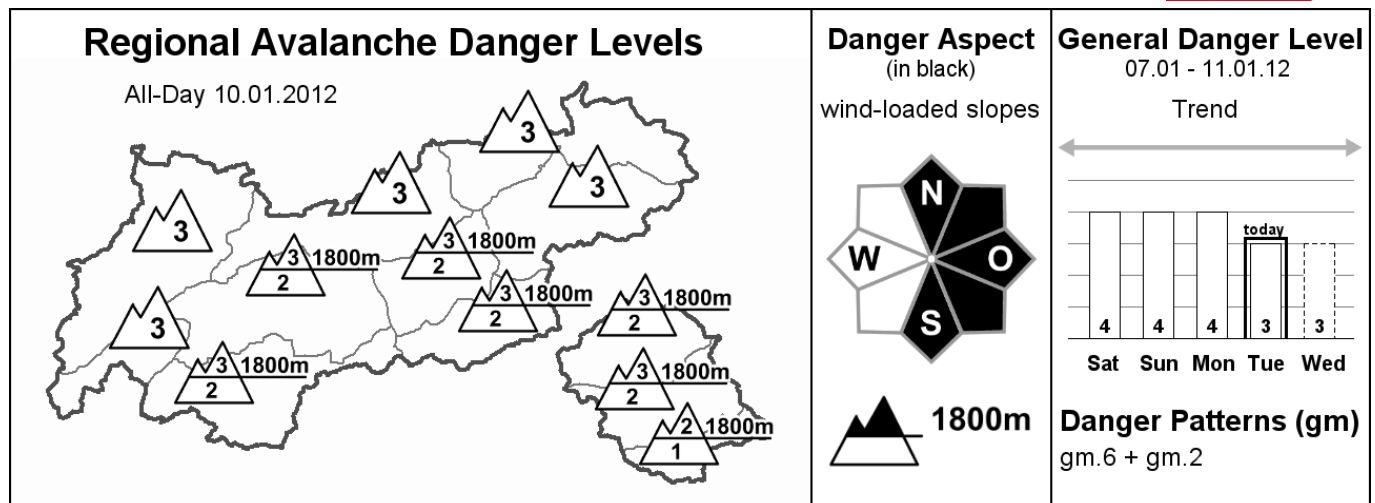 Regional Avalanche Danger Levels
All-Day 10.01.2012
3
3
3
3
3 1800m
2
3 1800m
2
3 1800m
2
3
3 1800m
2
3 1800m
2
3 1800m
2
2 1800m
1
Danger Aspect
(in black)
wind-loaded slopes
N
W O
S
1800m
General Danger Level
07.01 - 11.01.12
Trend
today
4 4 4 3 3
Sat Sun Mon Tue Wed
Danger Patterns (gm)
gm.6 + gm.2